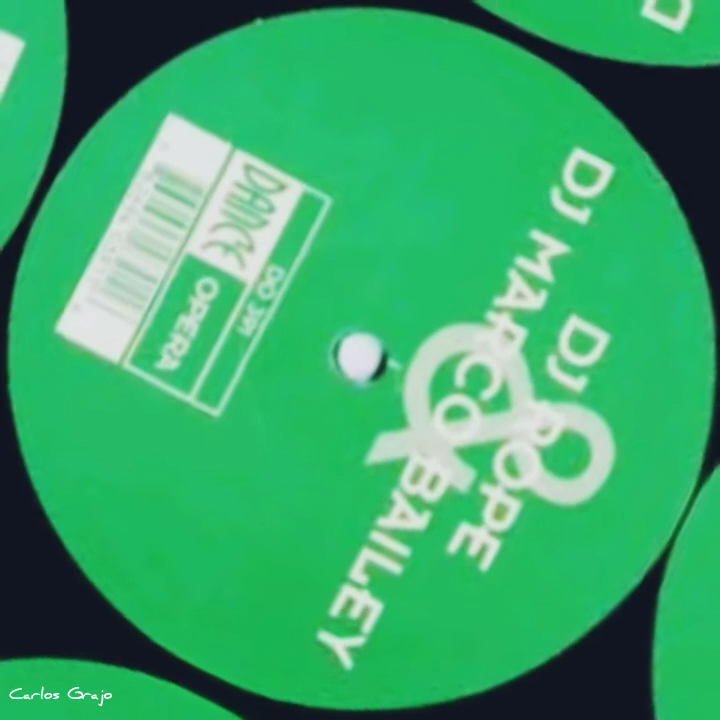 DJ MARCO BAILEY
&
DJ POPE
DANCE
OPERA
DO 391
Carlos Grajo